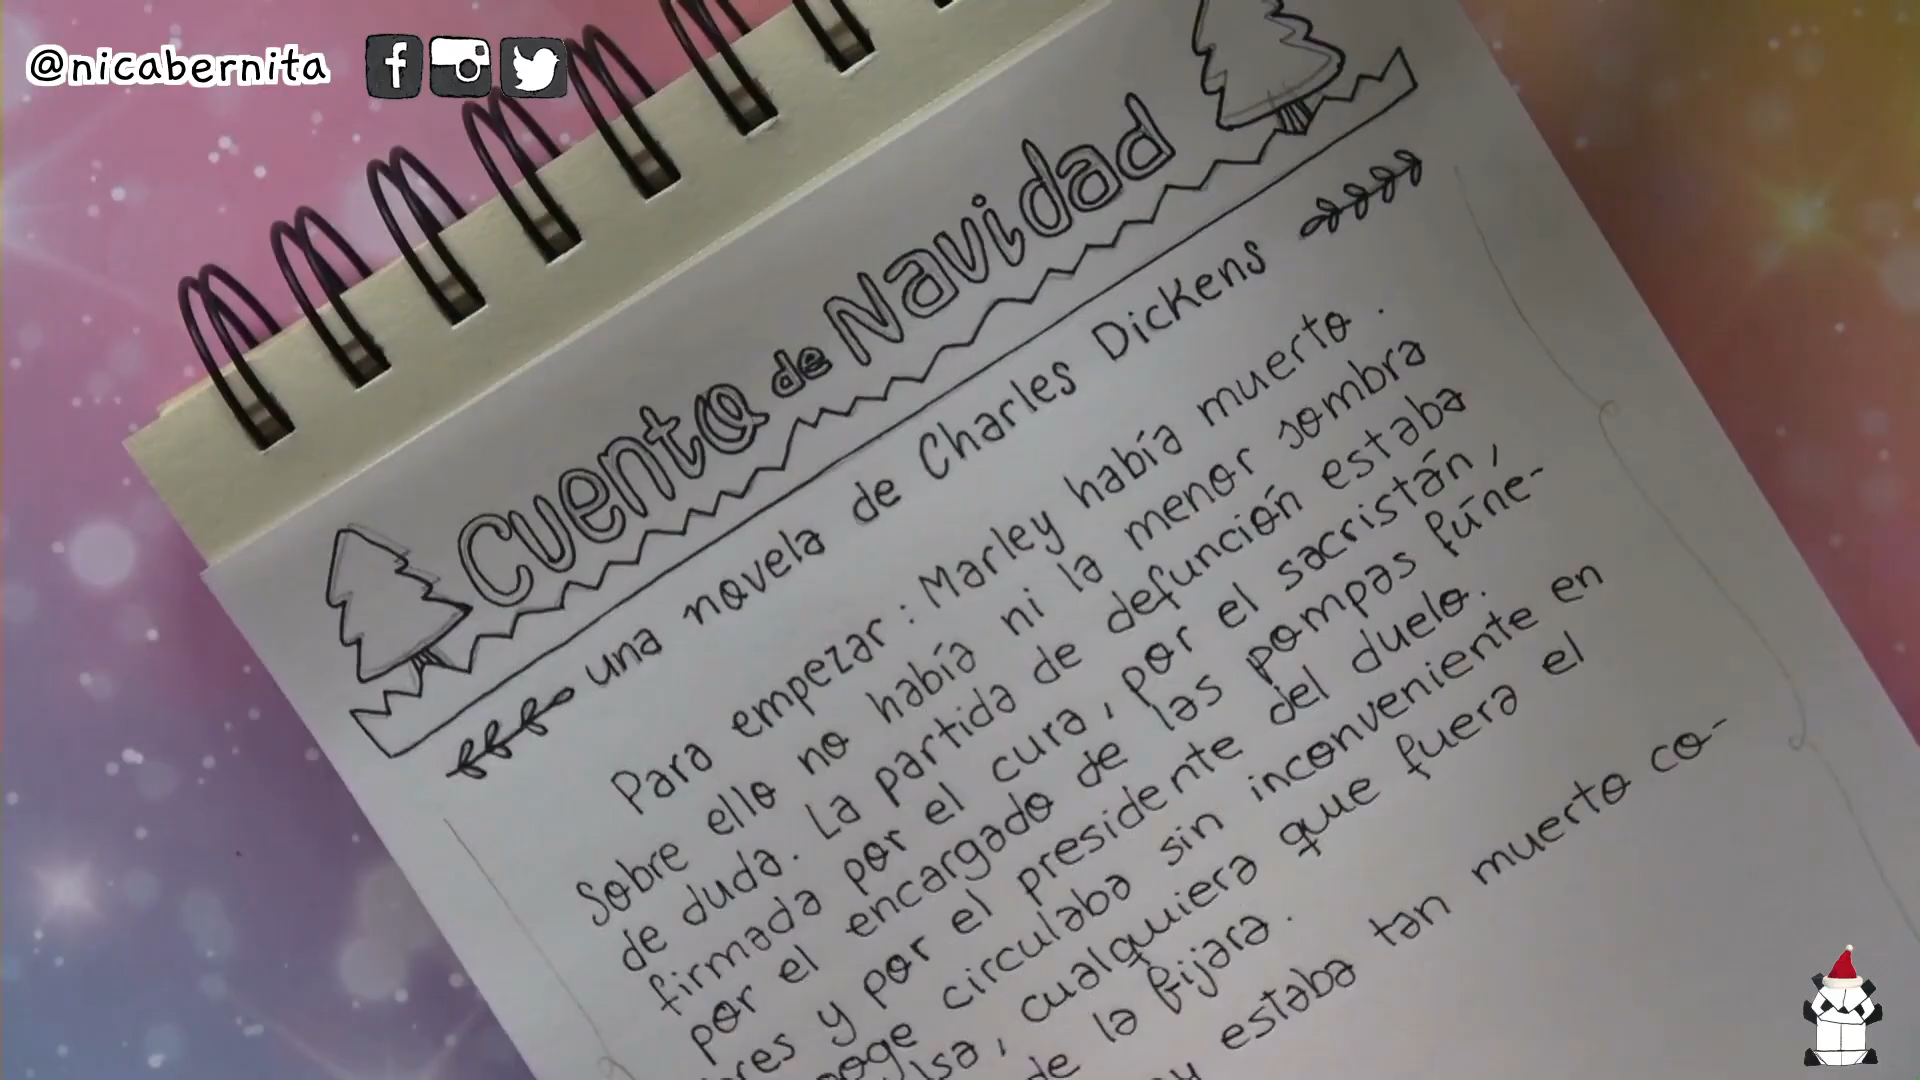 @nicabernita
Cuento de Navidad
una novela de Charles Dickens
Para empezar: Marley había muerto.
Sobre ello no había ni la menor sombra
de duda. La partida de defunción estaba
firmada por el cura, por el sacristán,
por el encargado de las pompas fúne-
res y por el presidente del duelo.
ooge circulaba sin inconveniente en
lsa, cualquiera que fuera el
de la fijara.
y estaba tan muerto co-